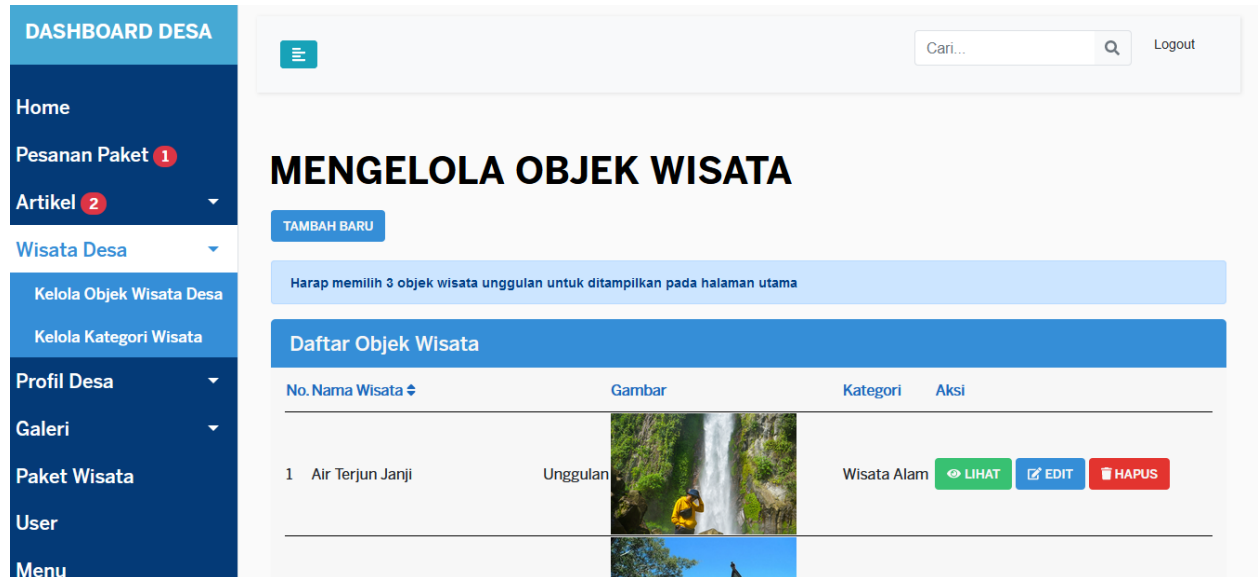 DASHBOARD DESA
Home
Pesanan Paket 1
Artikel 2
Wisata Desa
Kelola Objek Wisata Desa
Kelola Kategori Wisata
Profil Desa
Galeri
Paket Wisata
User
Menu
Cari...
Logout
MENGELOLA OBJEK WISATA
TAMBAH BARU
Harap memilih 3 objek wisata unggulan untuk ditampilkan pada halaman utama
Daftar Objek Wisata
No. Nama Wisata Gambar Kategori Aksi
1 Air Terjun Janji Unggulan Wisata Alam LIHAT EDIT HAPUS